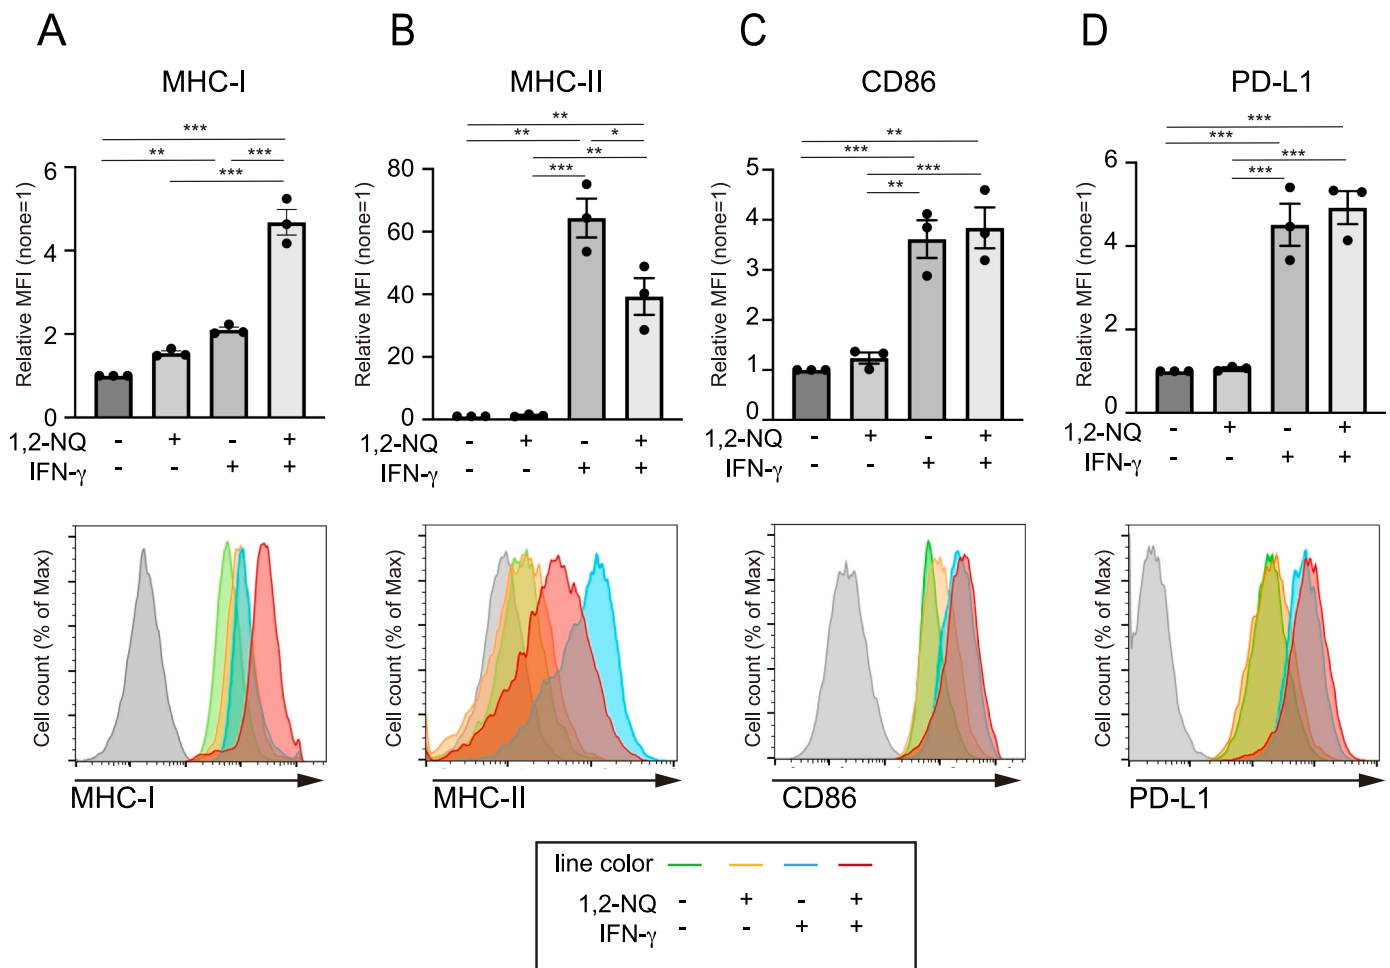 A B C D
MHC-I MHC-II CD86 PD-L1
*** ** * ** *** ***
** ** * *** ***
*** ** *** ***
*** ** ***
Relative MFI (none=1)
6
4
2
0
Relative MFI (none=1)
80
60
40
20
0
Relative MFI (none=1)
5
4
3
2
1
0
Relative MFI (none=1)
6
4
2
0
1,2-NQ - + - +
IFN-γ - - + +
1,2-NQ - + - +
IFN-γ - - + +
1,2-NQ - + - +
IFN-γ - - + +
1,2-NQ - + - +
IFN-γ - - + +
Cell count (% of Max)
MHC-I
Cell count (% of Max)
MHC-II
Cell count (% of Max)
CD86
Cell count (% of Max)
PD-L1
line color
1,2-NQ - + - +
IFN-γ - - + +